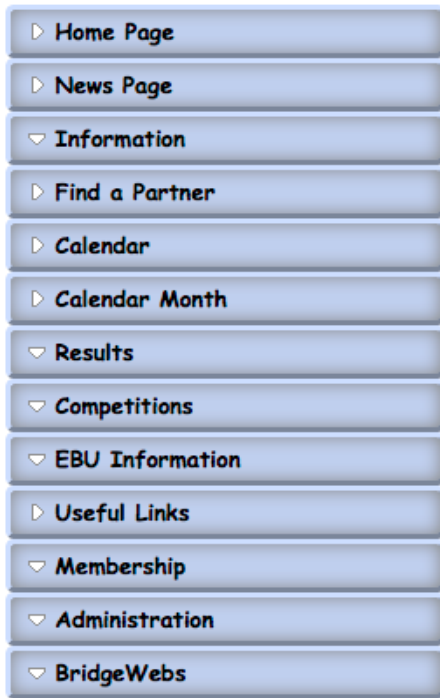 Home Page
News Page
Information
Find a Partner
Calendar
Calendar Month
Results
Competitions
EBU Information
Useful Links
Membership
Administration
BridgeWebs